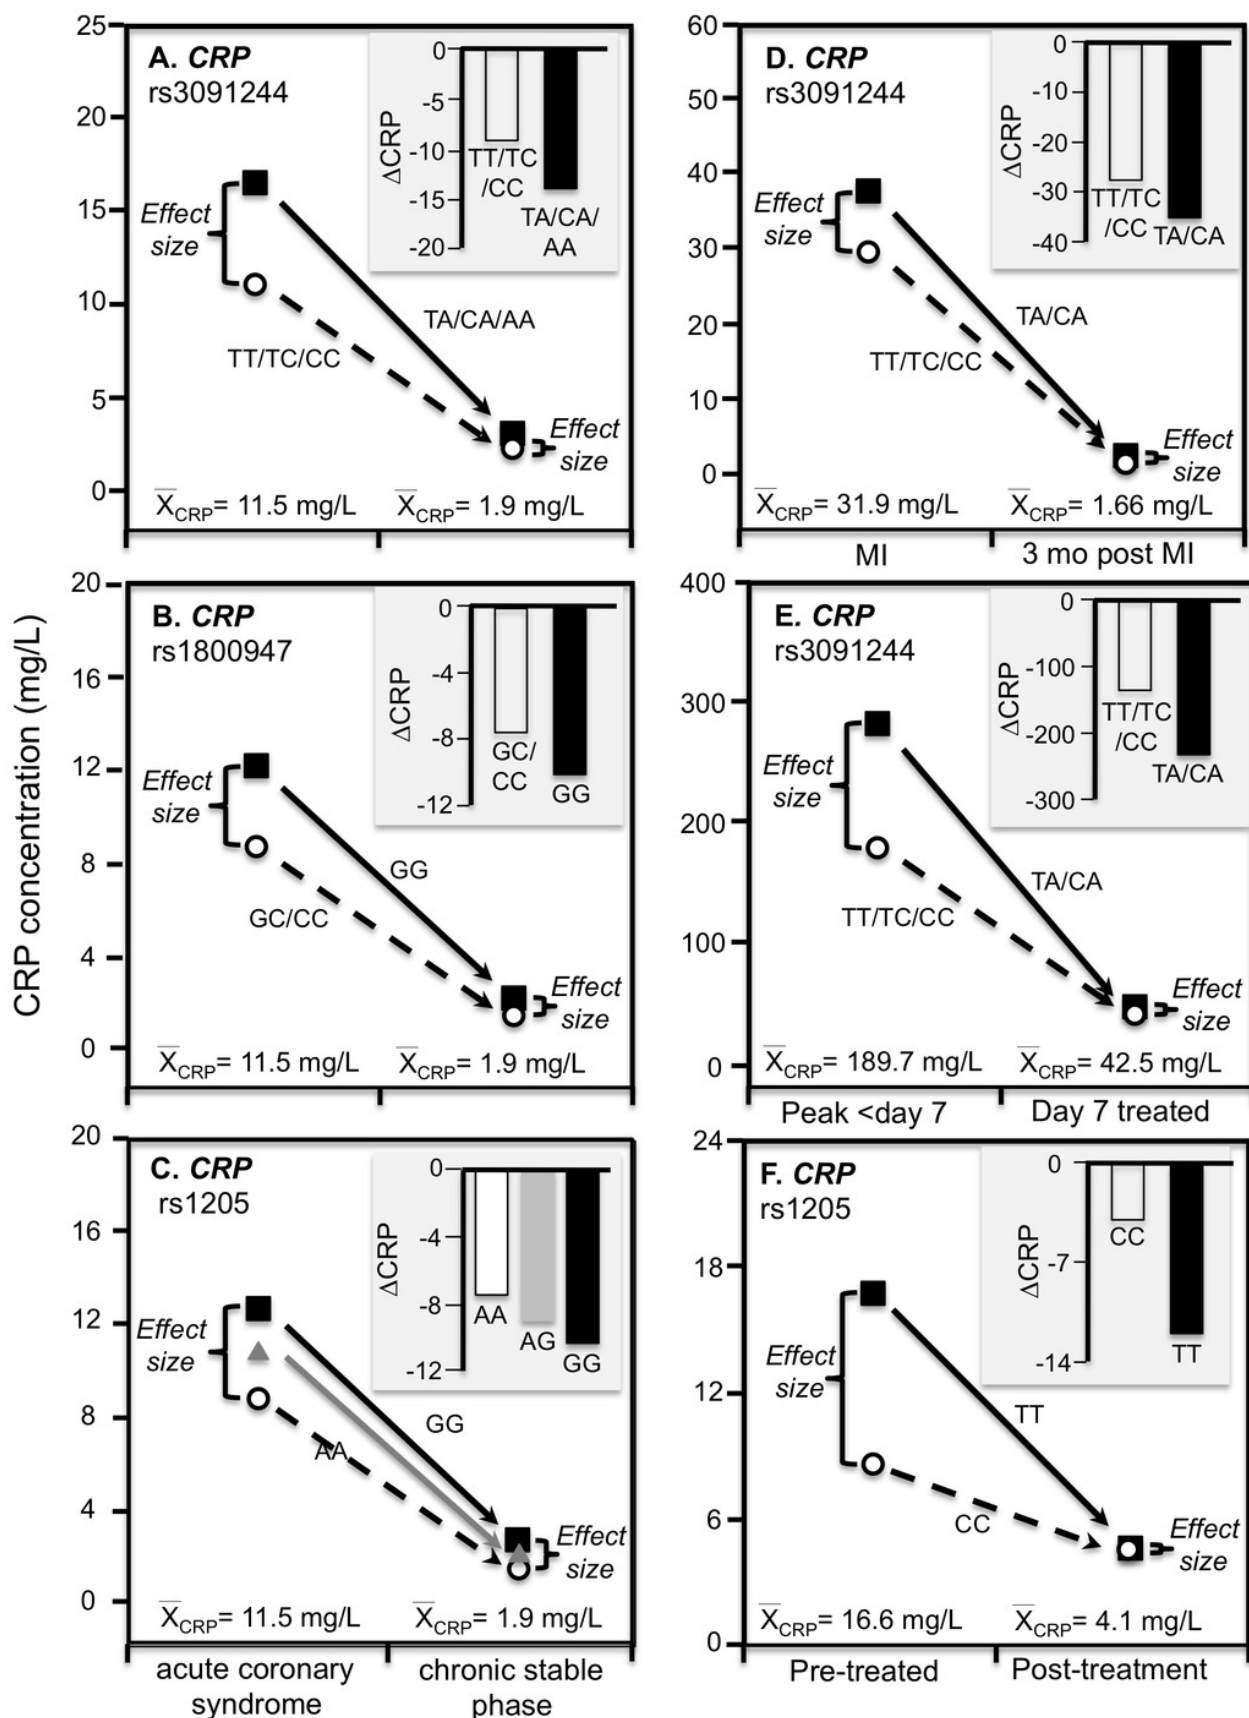 CRP concentration (mg/L)
25
20
15
10
5
0
A. CRP
rs3091244
0
-5
-10
-15
-20
ΔCRP
TT/TC
/CC
TA/CA/
AA
Effect
size
TA/CA/AA
TT/TC/CC
Effect
size
X̅CRP= 11.5 mg/L
X̅CRP= 1.9 mg/L
60
50
40
30
20
10
0
D. CRP
rs3091244
0
-10
-20
-30
-40
ΔCRP
TT/TC
/CC
TA/CA
Effect
size
TA/CA
TT/TC/CC
Effect
size
X̅CRP= 31.9 mg/L
X̅CRP= 1.66 mg/L
MI
3 mo post MI
20
16
12
8
4
0
B. CRP
rs1800947
0
-4
-8
-12
ΔCRP
GC/
CC
GG
Effect
size
GG
GC/CC
Effect
size
X̅CRP= 11.5 mg/L
X̅CRP= 1.9 mg/L
400
300
200
100
0
E. CRP
rs3091244
0
-100
-200
-300
ΔCRP
TT/TC
/CC
TA/CA
Effect
size
TA/CA
TT/TC/CC
Effect
size
X̅CRP= 189.7 mg/L
X̅CRP= 42.5 mg/L
Peak <day 7
Day 7 treated
20
16
12
8
4
0
C. CRP
rs1205
0
-4
-8
-12
ΔCRP
AA
AG
GG
Effect
size
GG
AA
Effect
size
X̅CRP= 11.5 mg/L
X̅CRP= 1.9 mg/L
acute coronary
syndrome
chronic stable
phase
24
18
12
6
0
F. CRP
rs1205
0
-7
-14
ΔCRP
CC
TT
Effect
size
TT
CC
Effect
size
X̅CRP= 16.6 mg/L
X̅CRP= 4.1 mg/L
Pre-treated
Post-treatment